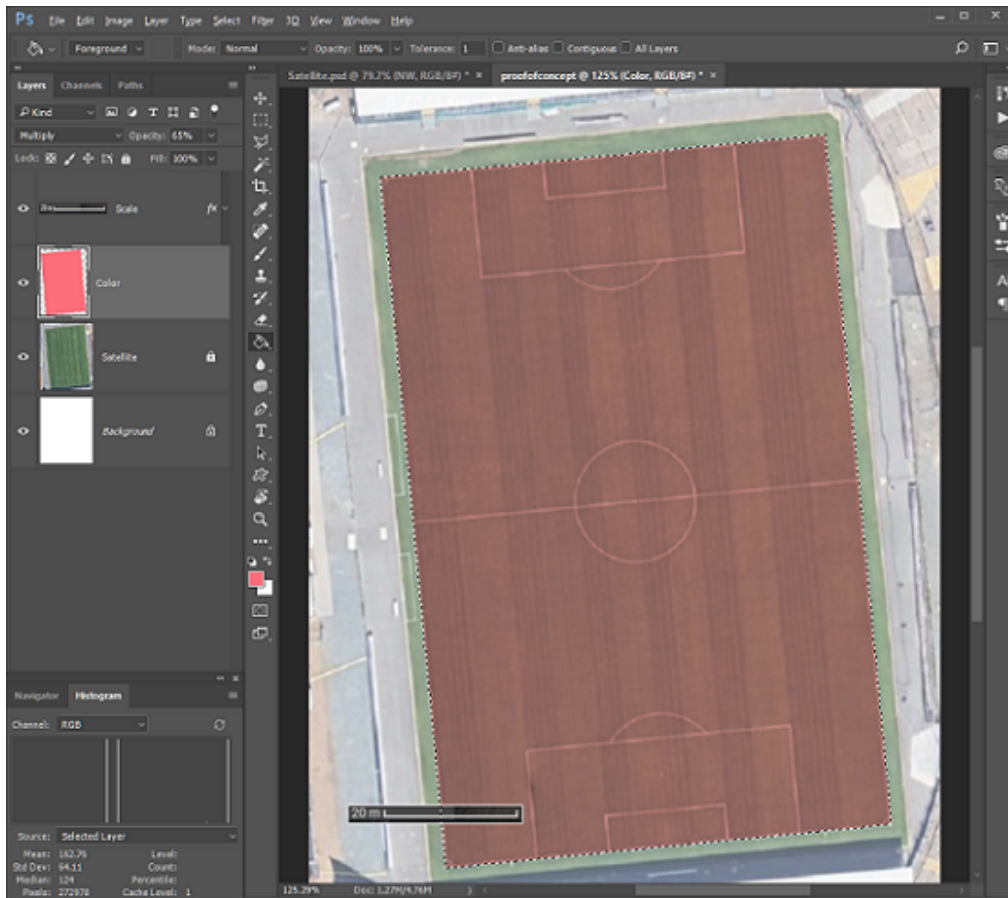 Ps File Edit Image Layer Type Select Filter 3D View Window Help
Foreground Mode: Normal Opacity: 100% Tolerance: 1 Anti-alias Contiguous All Layers
Satellite.psd @ 79.7% (NW, RGB/8#) * × proofofconcept @ 125% (Color, RGB/8#) * ×
Layers Channels Paths
Kind
Multiply Opacity: 65%
Lock: Fill: 100%
Scale fx
Color
Satellite
Background
Navigator Histogram
Channel: RGB
Source: Selected Layer
Mean: 162.76 Level:
Std Dev: 64.11 Count:
Median: 124 Percentile:
Pixels: 272978 Cache Level: 1
20 m
125.29% Doc: 1.27M/4.76M